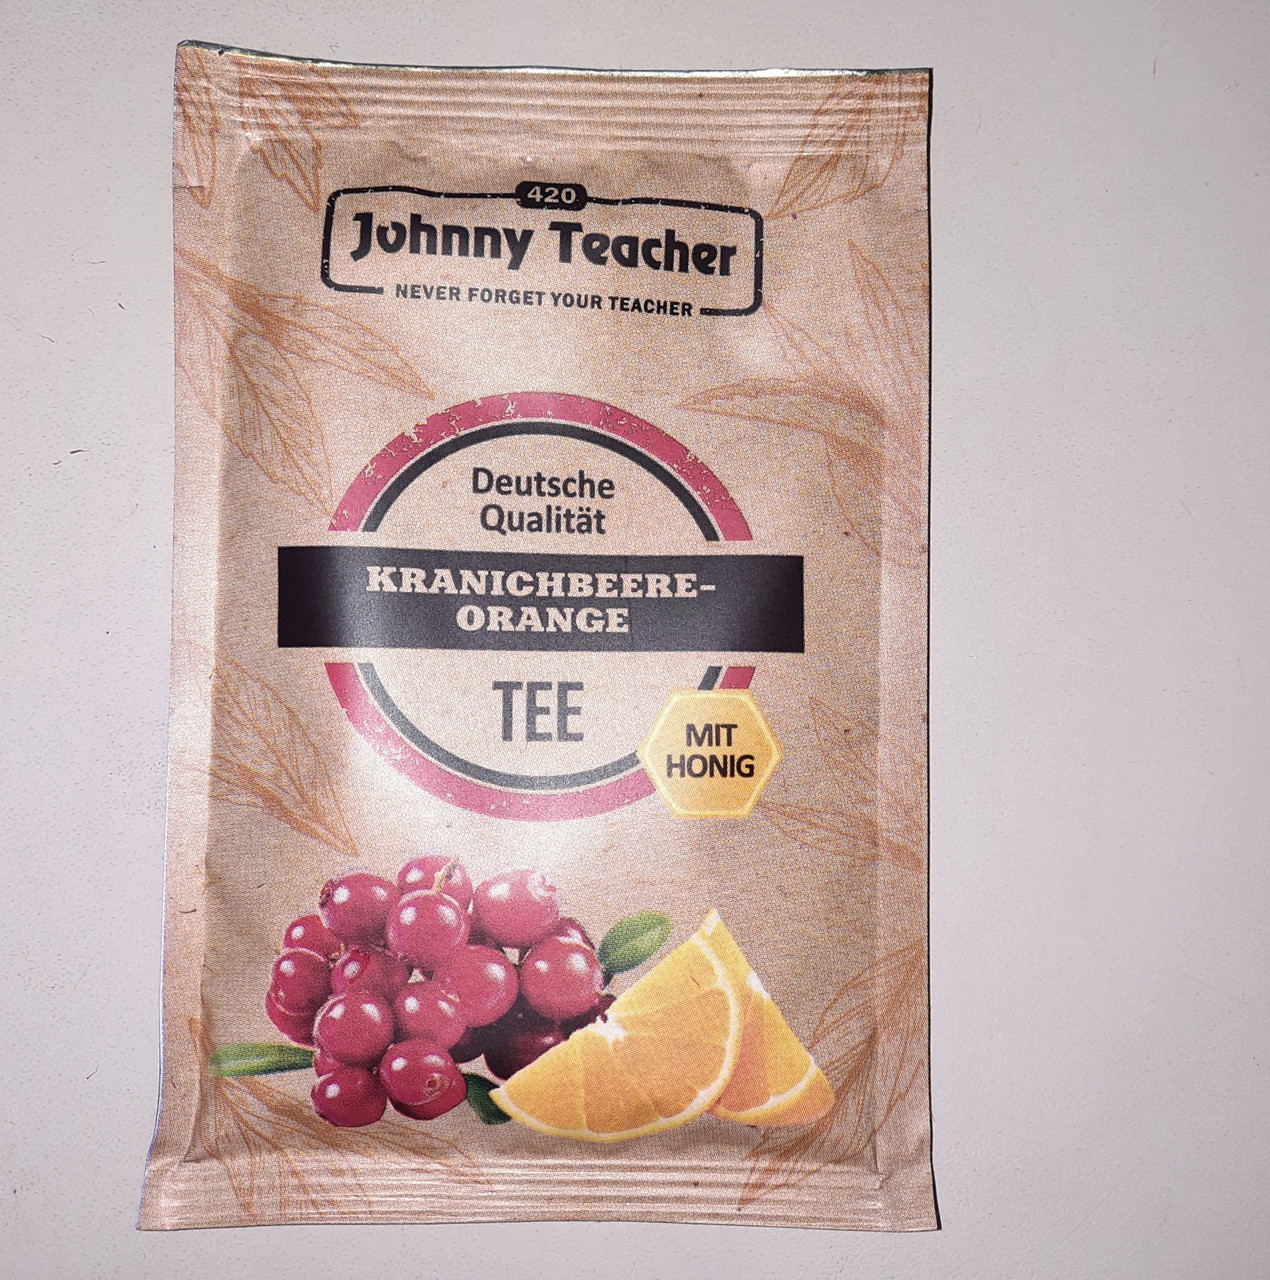 420
Johnny Teacher
NEVER FORGET YOUR TEACHER
Deutsche
Qualität
KRANICHBEERE-
ORANGE
TEE
MIT
HONIG